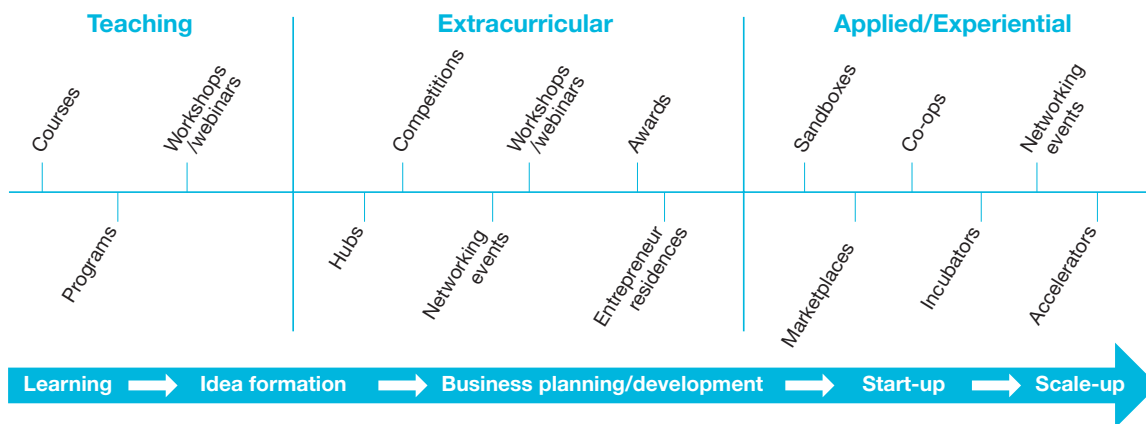 Teaching
Extracurricular
Applied/Experiential
Courses
Workshops
/webinars
Competitions
Workshops
/webinars
Awards
Sandboxes
Co-ops
Networking
events
Programs
Hubs
Networking
events
Entrepreneur
residences
Marketplaces
Incubators
Accelerators
Learning
Idea formation
Business planning/development
Start-up
Scale-up